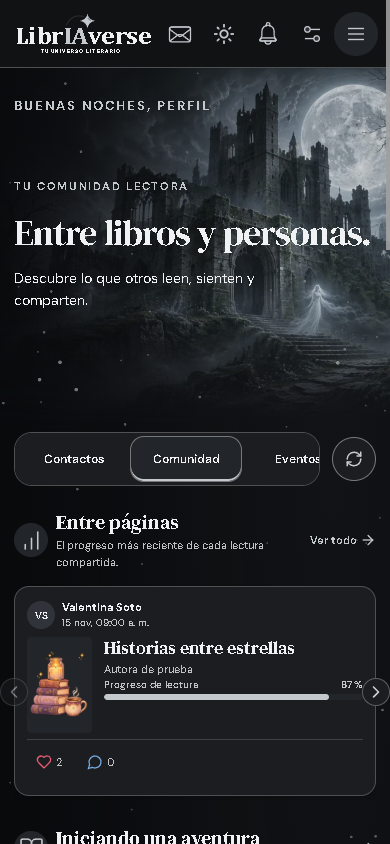 LibrIAverse
TU UNIVERSO LITERARIO
BUENAS NOCHES, PERFIL
TU COMUNIDAD LECTORA
Entre libros y personas.
Descubre lo que otros leen, sienten y
comparten.
Contactos
Comunidad
Eventos
Entre páginas
El progreso más reciente de cada lectura
compartida.
Ver todo
VS
Valentina Soto
15 nov, 09:00 a. m.
Historias entre estrellas
Autora de prueba
Progreso de lectura
87%
2
0
Iniciando una aventura